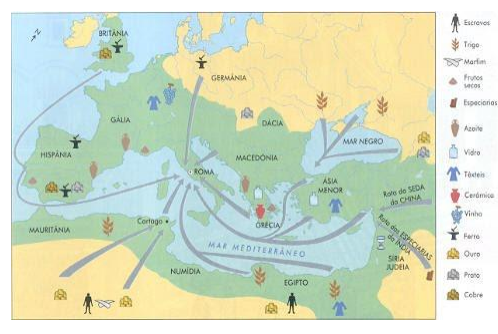 BRITÂNIA
GERMÂNIA
GÁLIA
DÁCIA
HISPÂNIA
MAR NEGRO
MACEDÓNIA
ROMA
ÁSIA
MENOR
Rota da SEDA
da CHINA
GRÉCIA
Cartago
MAURITÂNIA
MAR MEDITERRÂNEO
Rota das ESPECIARIAS
da ÍNDIA
SÍRIA
JUDEIA
NUMÍDIA
EGIPTO
Escravos
Trigo
Marfim
Frutos
secos
Especiarias
Azeite
Vidro
Têxteis
Cerâmica
Vinho
Ferro
Ouro
Prata
Cobre